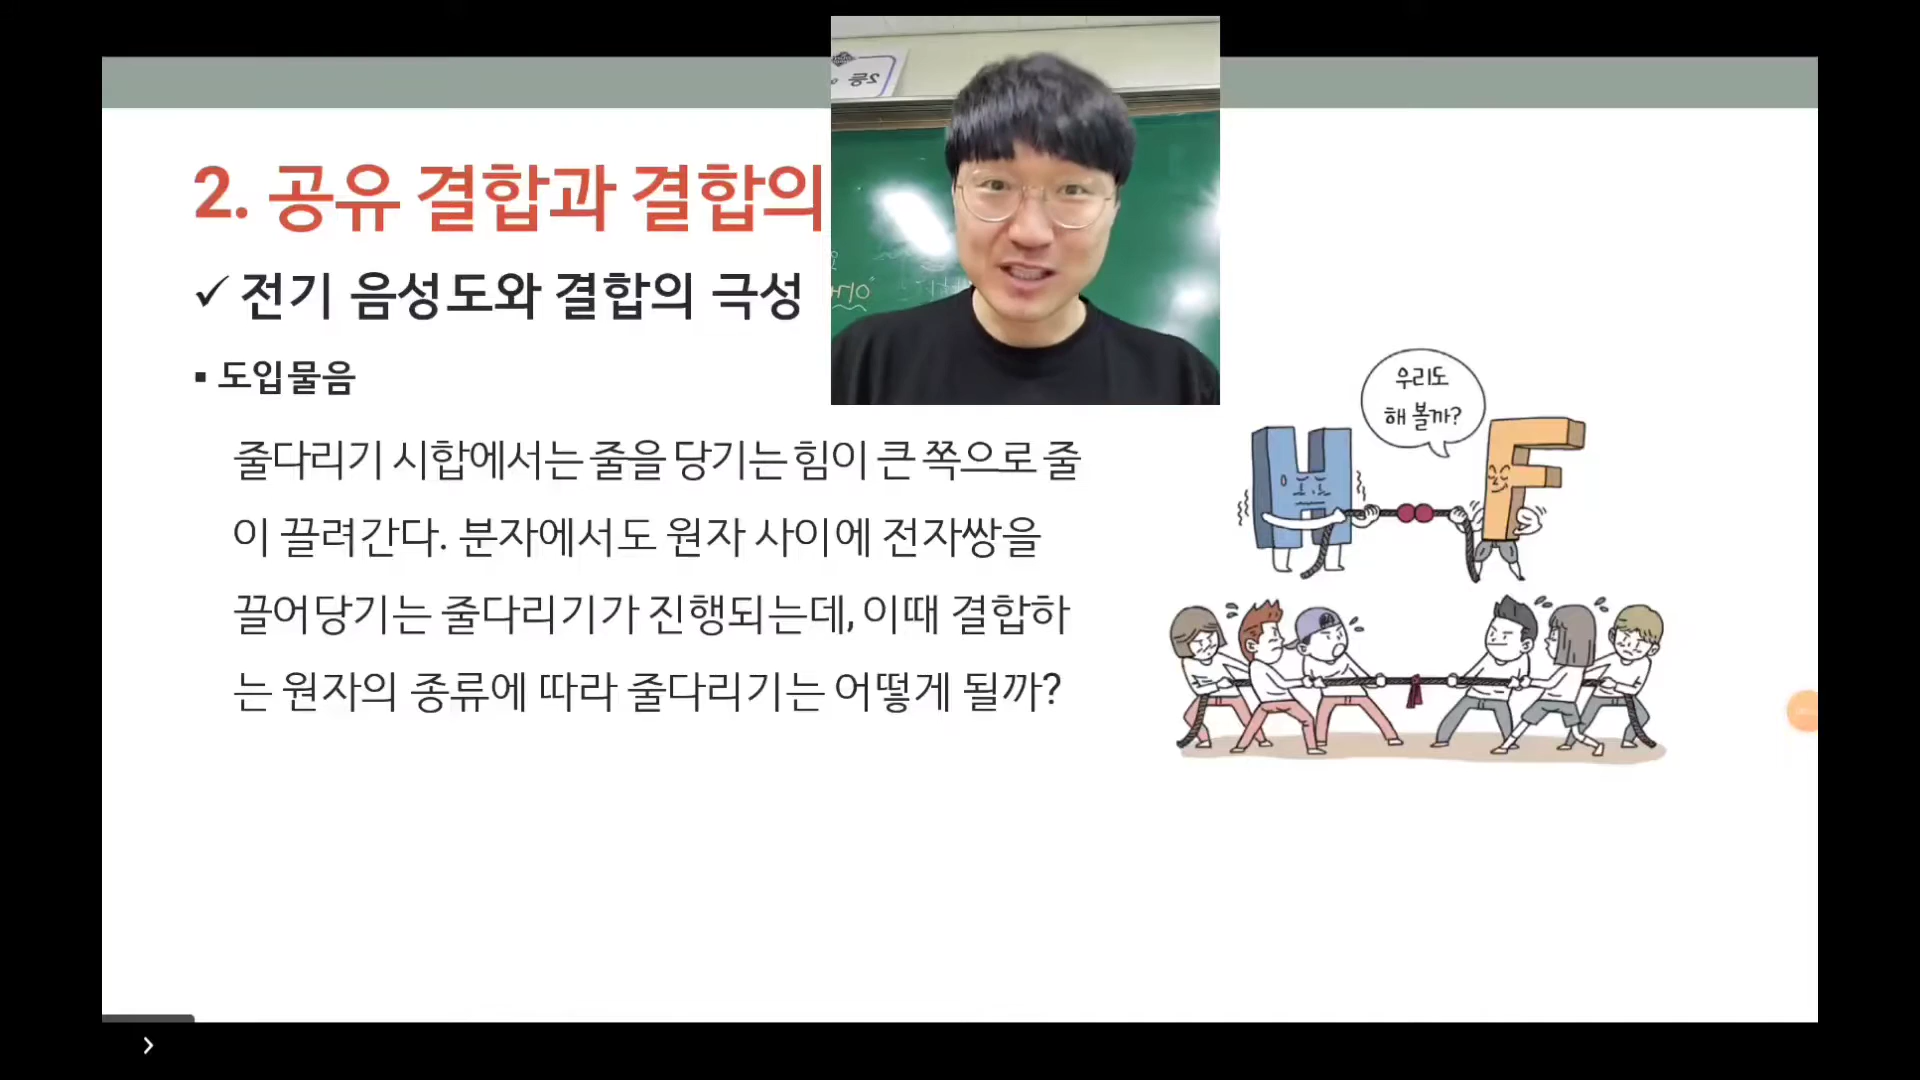 2. 공유 결합과 결합의
✓ 전기 음성도와 결합의 극성
▪ 도입물음
줄다리기 시합에서는 줄을 당기는 힘이 큰 쪽으로 줄
이 끌려간다. 분자에서도 원자 사이에 전자쌍을
끌어당기는 줄다리기가 진행되는데, 이때 결합하
는 원자의 종류에 따라 줄다리기는 어떻게 될까?
우리도
해 볼까?
H F